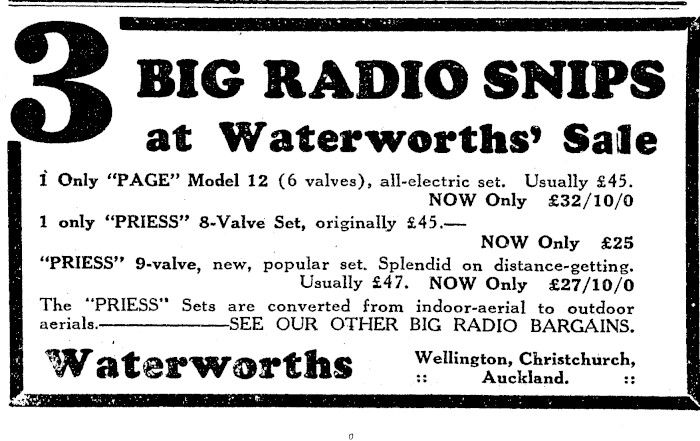 3 BIG RADIO SNIPS
at Waterworths' Sale
1 Only "PAGE" Model 12 (6 valves), all-electric set. Usually £45.
NOW Only £32/10/0
1 only "PRIESS" 8-Valve Set, originally £45.—
NOW Only £25
"PRIESS" 9-valve, new, popular set. Splendid on distance-getting.
Usually £47. NOW Only £27/10/0
The "PRIESS" Sets are converted from indoor-aerial to outdoor
aerials.—SEE OUR OTHER BIG RADIO BARGAINS.
Waterworths
Wellington, Christchurch,
:: Auckland. ::